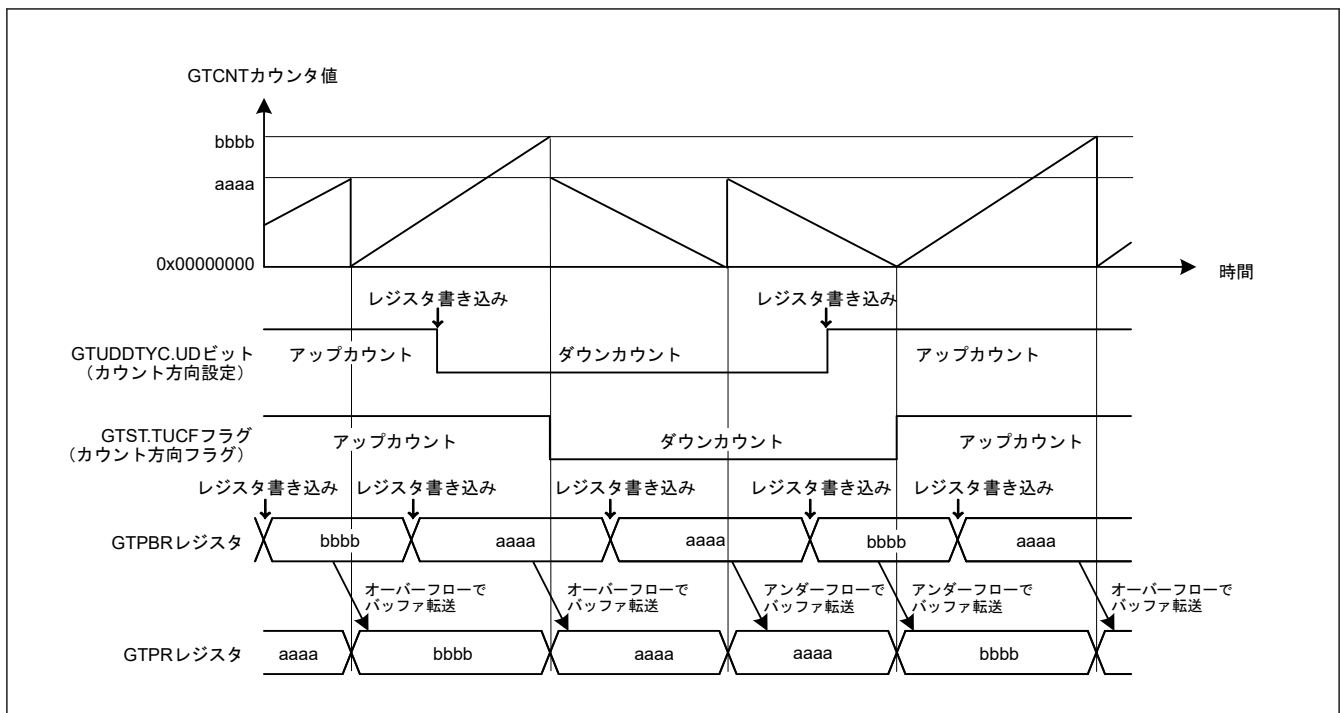 GTCNTカウンタ値
bbbb
aaaa
0x00000000
時間
レジスタ書き込み
レジスタ書き込み
GTUDDTYC.UDビット
（カウント方向設定）
アップカウント
ダウンカウント
アップカウント
GTST.TUCFフラグ
（カウント方向フラグ）
アップカウント
ダウンカウント
アップカウント
レジスタ書き込み
レジスタ書き込み
レジスタ書き込み
レジスタ書き込み
レジスタ書き込み
GTPBRレジスタ
bbbb
aaaa
aaaa
bbbb
aaaa
オーバーフローで
バッファ転送
オーバーフローで
バッファ転送
アンダーフローで
バッファ転送
アンダーフローで
バッファ転送
オーバーフローで
バッファ転送
GTPRレジスタ
aaaa
bbbb
aaaa
aaaa
bbbb